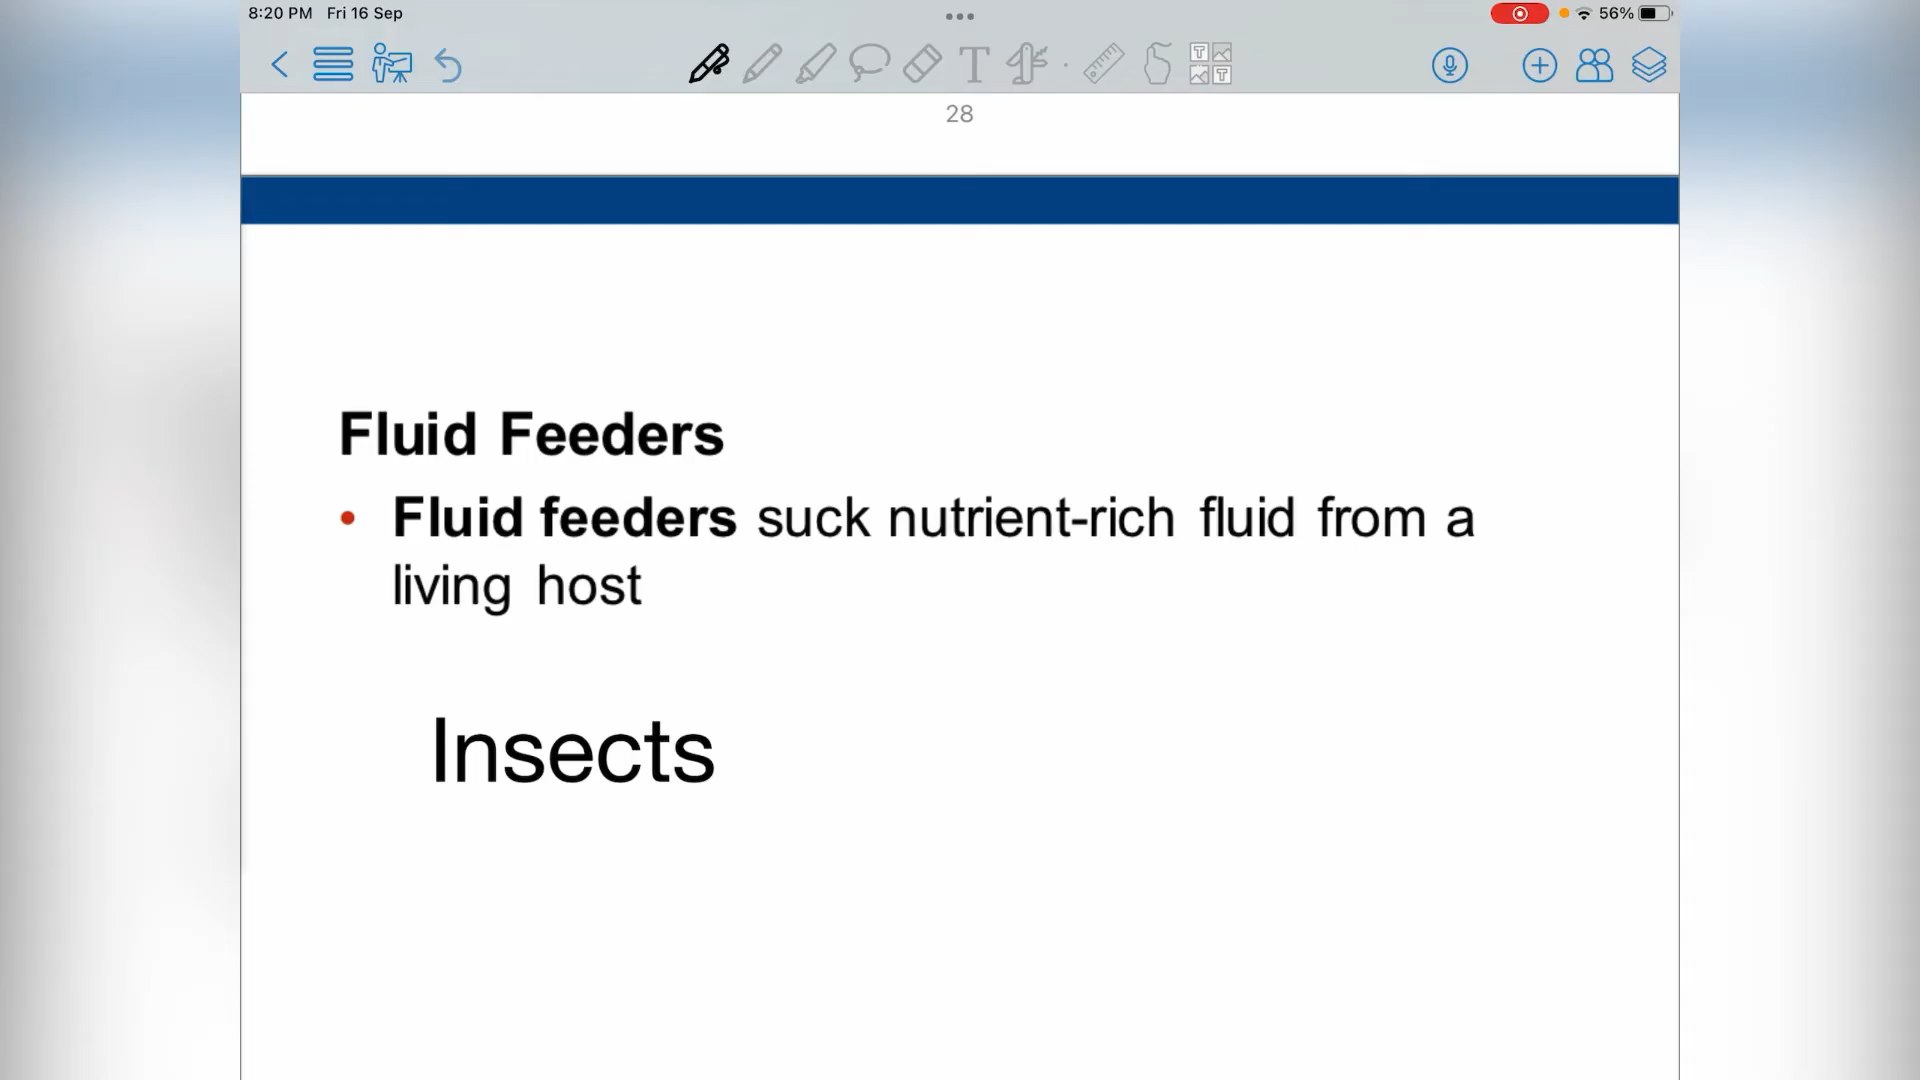 8:20 PM Fri 16 Sep
56%
T
28
Fluid Feeders
• Fluid feeders suck nutrient-rich fluid from a
living host
Insects